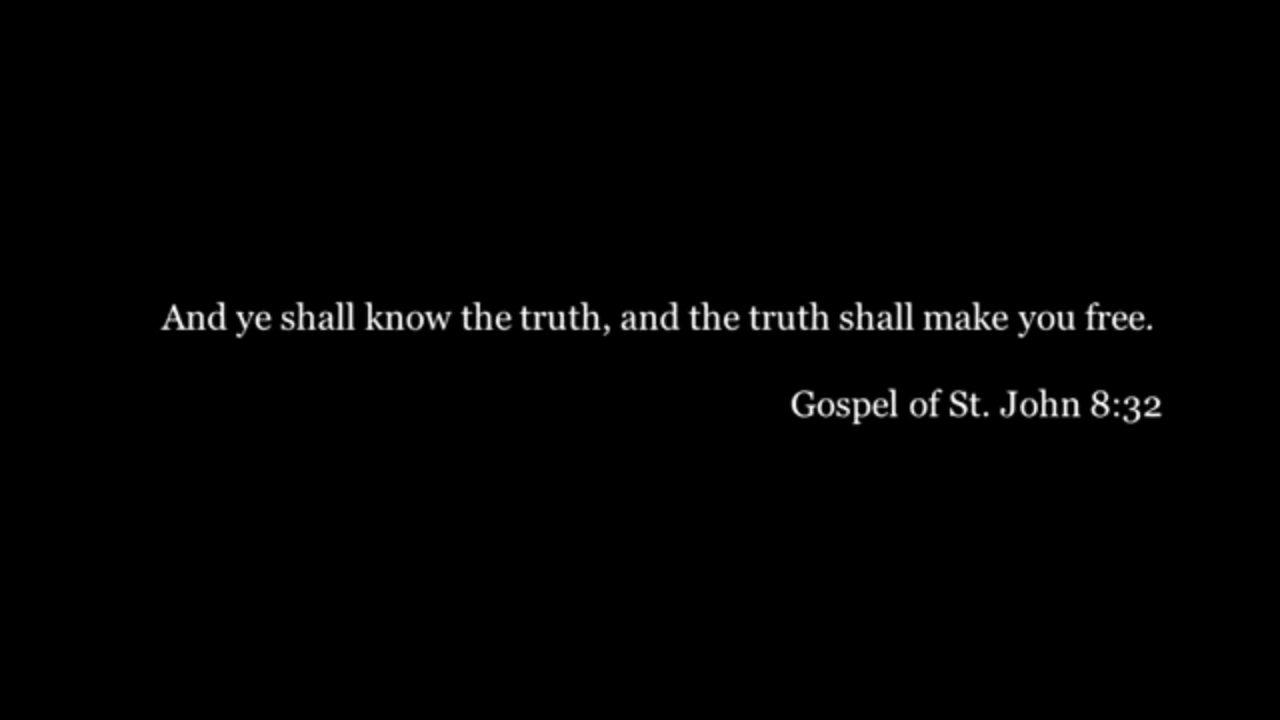 And ye shall know the truth, and the truth shall make you free.
Gospel of St. John 8:32